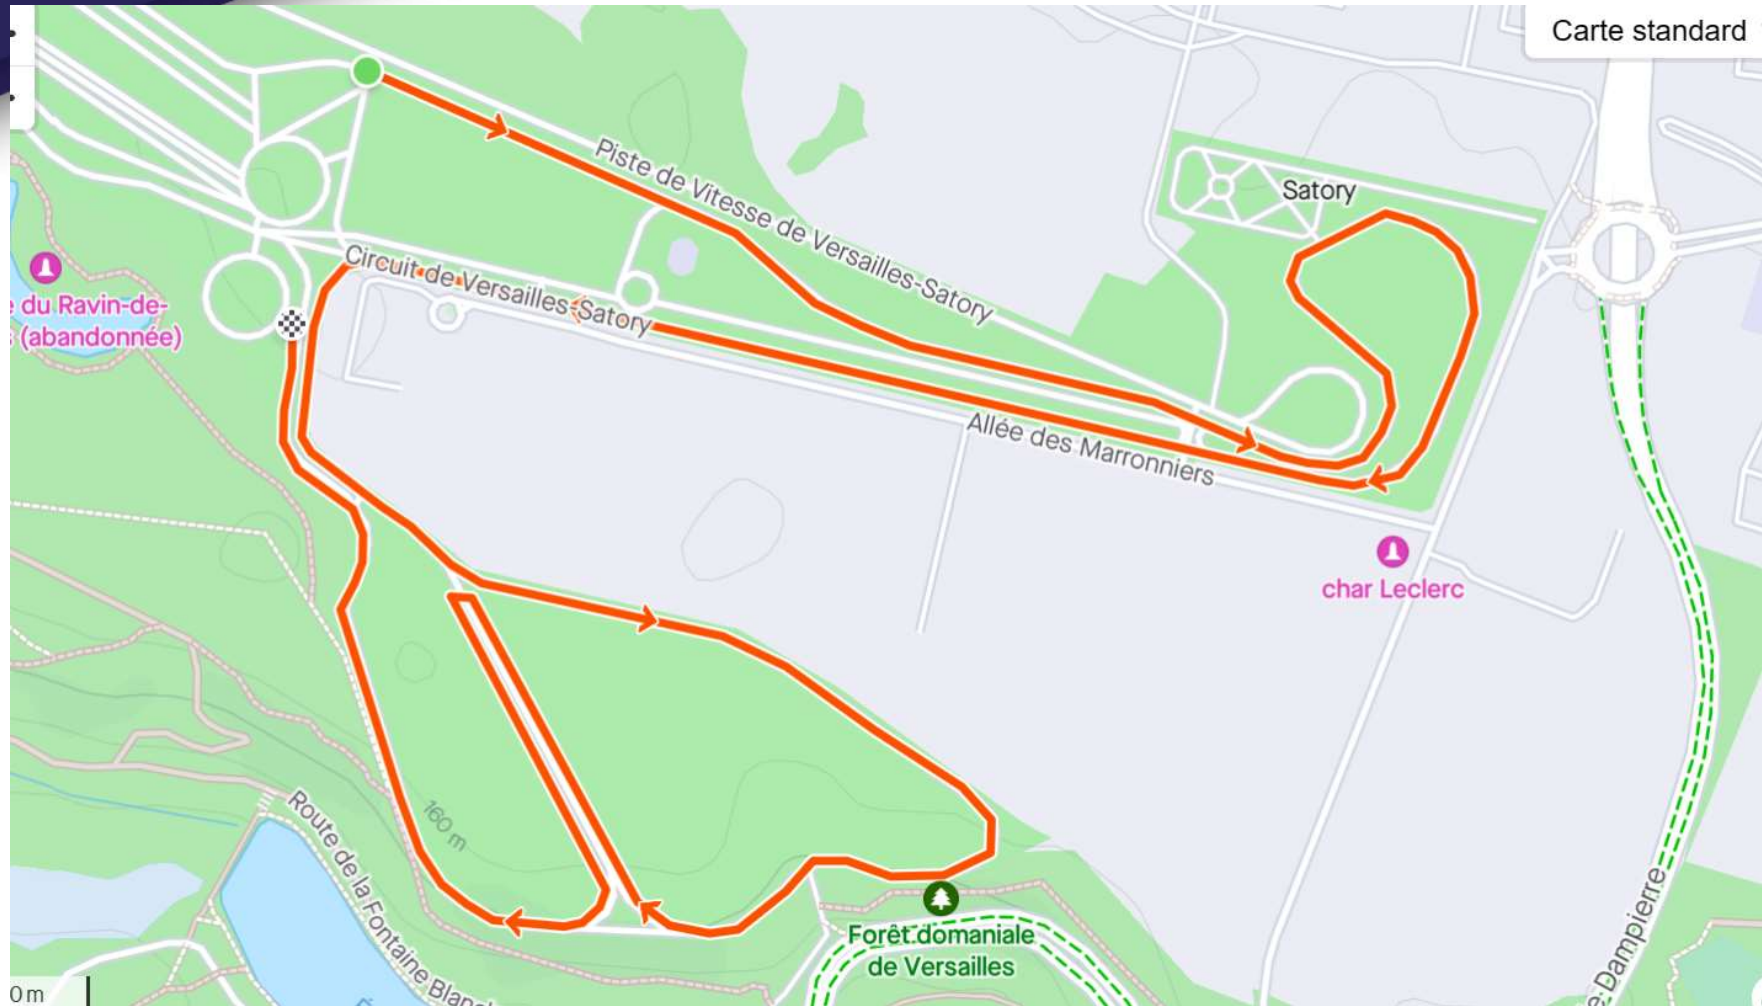 Carte standard
Piste de Vitesse de Versailles-Satory
Satory
Circuit de Versailles-Satory
du Ravin-de-
(abandonnée)
Allée des Marronniers
char Leclerc
160 m
Route de la Fontaine
Forêt domaniale
de Versailles
Dampierre
0 m